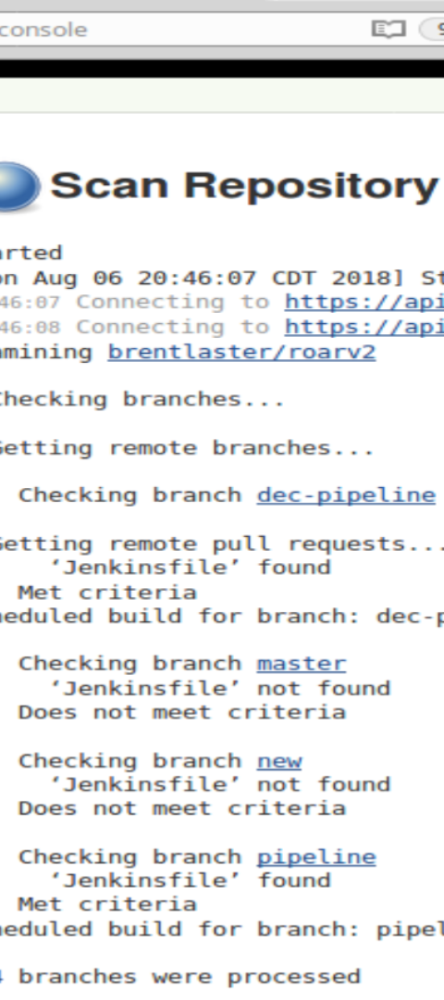 console
Scan Repository
arted
on Aug 06 20:46:07 CDT 2018] St
46:07 Connecting to https://api
46:08 Connecting to https://api
amining brentlaster/roarv2
Checking branches...
Getting remote branches...
Checking branch dec-pipeline
Getting remote pull requests...
‘Jenkinsfile’ found
Met criteria
heduled build for branch: dec-p
Checking branch master
‘Jenkinsfile’ not found
Does not meet criteria
Checking branch new
‘Jenkinsfile’ not found
Does not meet criteria
Checking branch pipeline
‘Jenkinsfile’ found
Met criteria
heduled build for branch: pipel
4 branches were processed